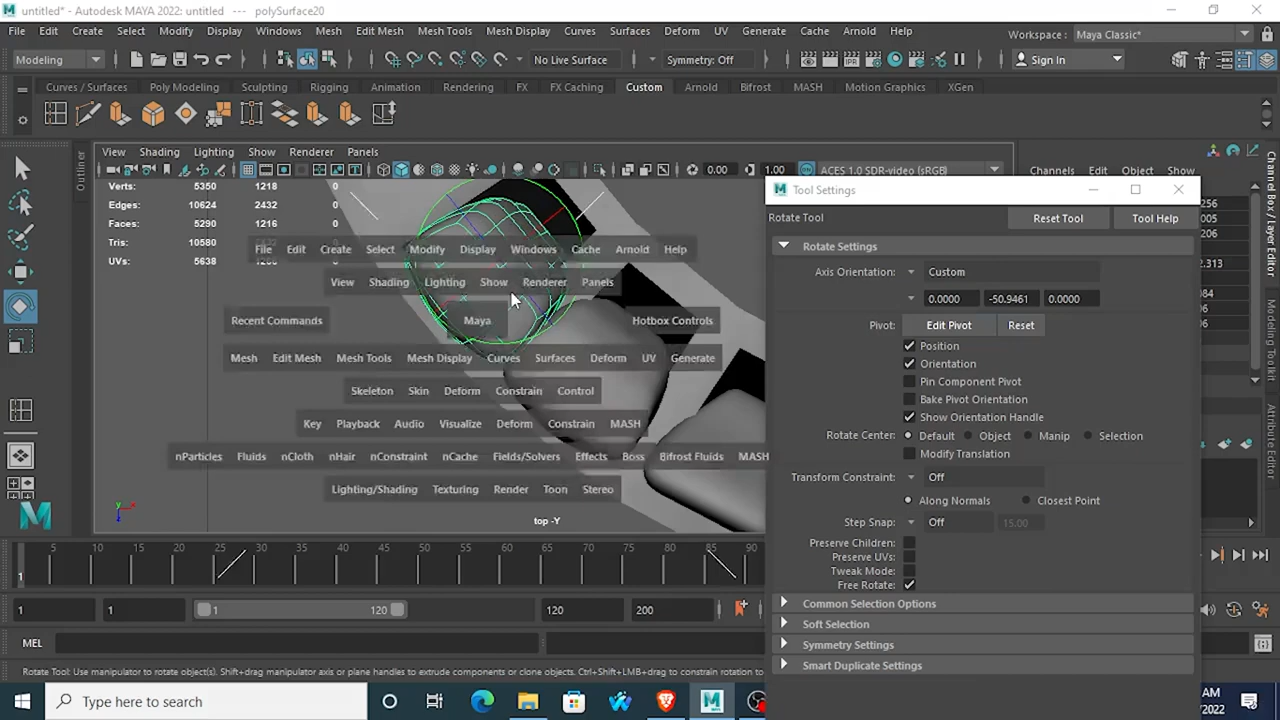 untitled* - Autodesk MAYA 2022: untitled --- polySurface20
File Edit Create Select Modify Display Windows Mesh Edit Mesh Mesh Tools Mesh Display Curves Surfaces Deform UV Generate Cache Arnold Help Workspace : Maya Classic*
Modeling No Live Surface Symmetry: Off Sign In
Curves / Surfaces Poly Modeling Sculpting Rigging Animation Rendering FX FX Caching Custom Arnold Bifrost MASH Motion Graphics XGen
Outliner
View Shading Lighting Show Renderer Panels
0.00 1.00 ACES 1.0 SDR-video (sRGB)
Channels Edit Object Show
Verts: 5350 1218 0
Edges: 10624 2432 0
Faces: 5290 1216 0
Tris: 10580 0
UVs: 5638 0
File Edit Create Select Modify Display Windows Cache Arnold Help
View Shading Lighting Show Renderer Panels
Recent Commands Maya Hotbox Controls
Mesh Edit Mesh Mesh Tools Mesh Display Curves Surfaces Deform UV Generate
Skeleton Skin Deform Constrain Control
Key Playback Audio Visualize Deform Constrain MASH
nParticles Fluids nCloth nHair nConstraint nCache Fields/Solvers Effects Boss Bifrost Fluids MASH
Lighting/Shading Texturing Render Toon Stereo
top -Y
Tool Settings
Rotate Tool Reset Tool Tool Help
Rotate Settings
Axis Orientation: Custom
0.0000 -50.9461 0.0000
Pivot: Edit Pivot Reset
Position
Orientation
Pin Component Pivot
Bake Pivot Orientation
Show Orientation Handle
Rotate Center: Default Object Manip Selection
Modify Translation
Transform Constraint: Off
Along Normals Closest Point
Step Snap: Off 15.00
Preserve Children:
Preserve UVs:
Tweak Mode:
Free Rotate:
Common Selection Options
Soft Selection
Symmetry Settings
Smart Duplicate Settings
Channel Box / Layer Editor
Modeling Toolkit
Attribute Editor
5 10 15 20 25 30 35 40 45 50 55 60 65 70 75 80 85 90
1
1 1 1 120 120 200
MEL
Rotate Tool: Use manipulator to rotate object(s). Shift+drag manipulator axis or plane handles to extrude components or clone objects. Ctrl+Shift+LMB+drag to constrain rotation to
Type here to search
AM
/2022